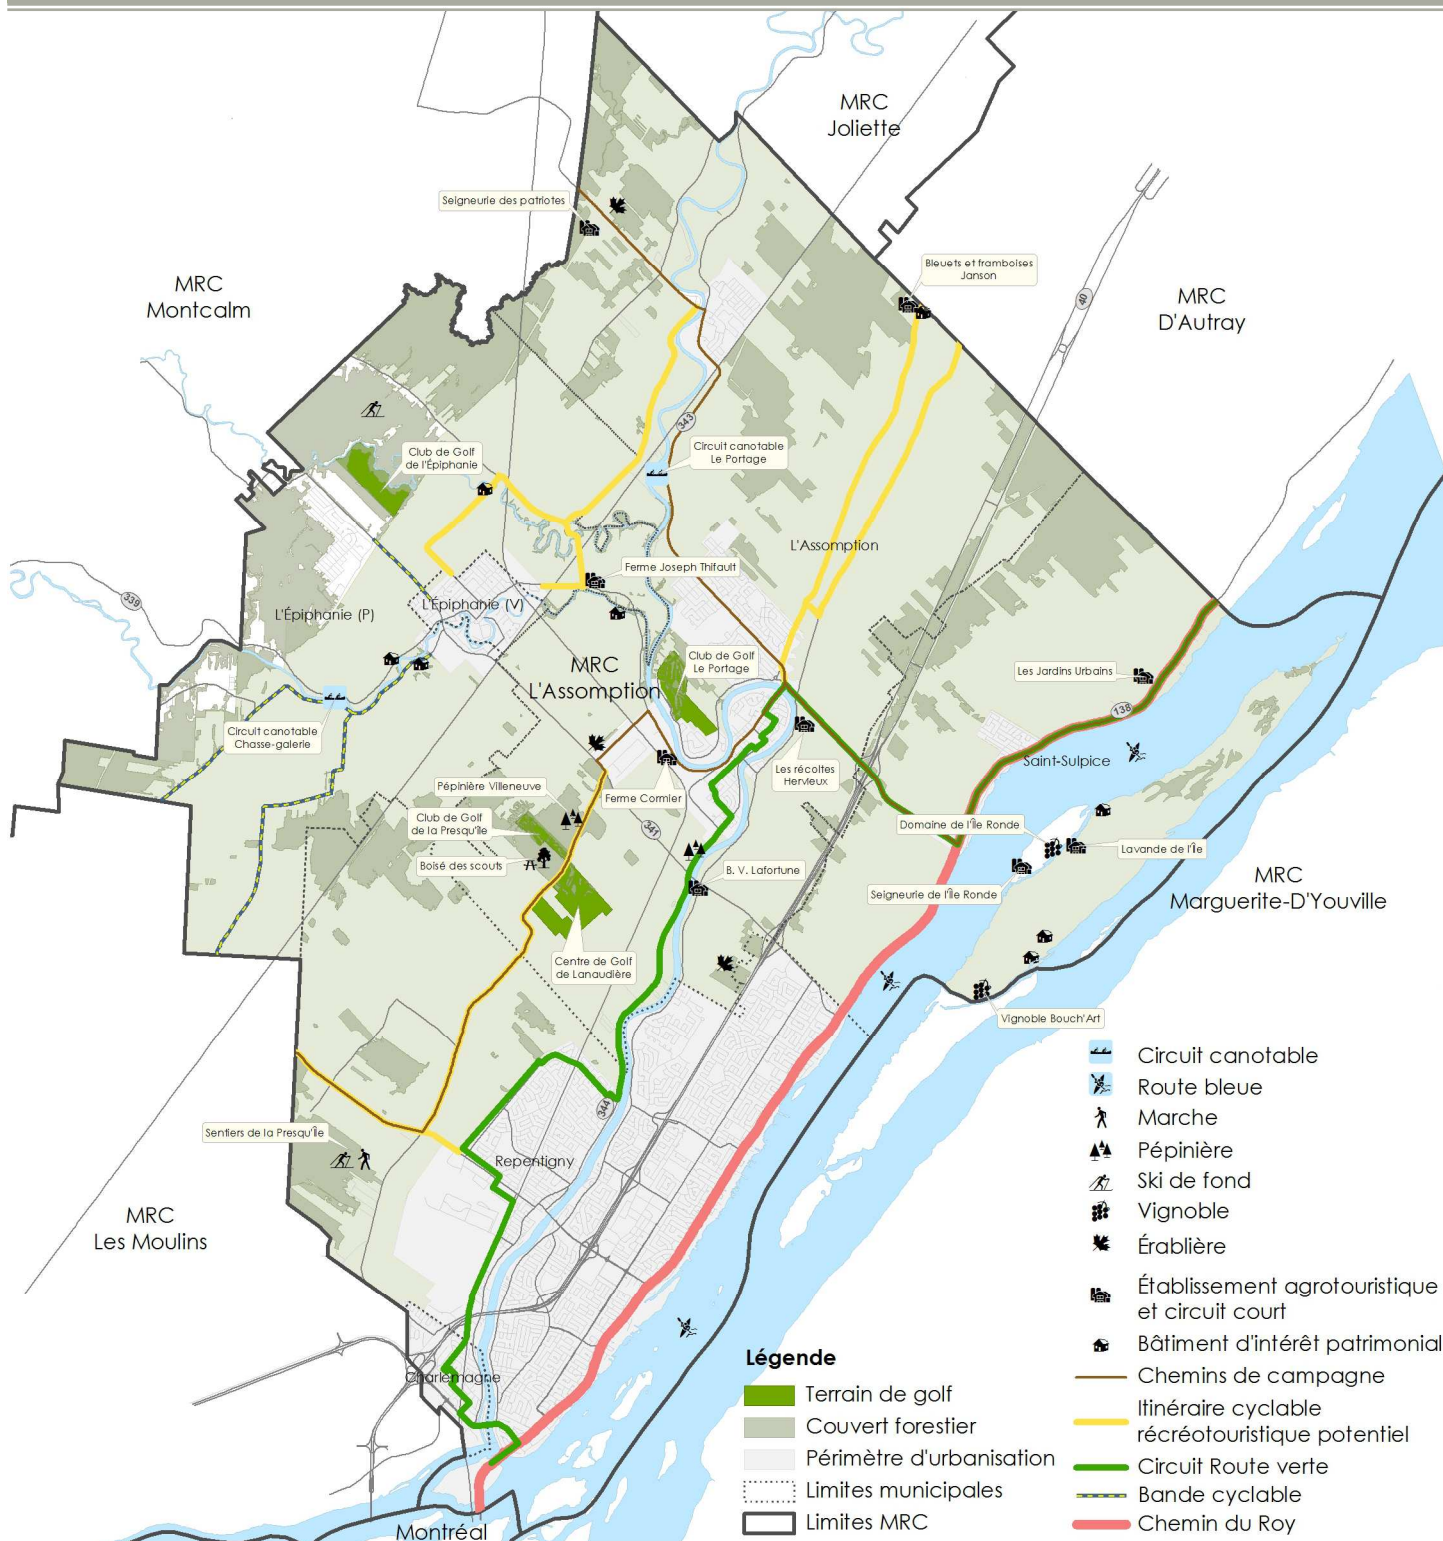 MRC
Joliette
Seigneurie des patriotes
Bleuets et framboises
Janson
MRC
Montcalm
MRC
D'Autray
40
343
Club de Golf
de l'Épiphanie
Circuit canotable
Le Portage
L'Assomption
Ferme Joseph Thifault
339
L'Épiphanie (P)
L'Épiphanie (V)
MRC
L'Assomption
Club de Golf
Le Portage
Les Jardins Urbains
138
Circuit canotable
Chasse-galerie
Saint-Sulpice
Les récoltes
Hervieux
Pépinière Villeneuve
Ferme Cormier
341
Club de Golf
de la Presqu'île
Boisé des scouts
Domaine de l'Île Ronde
Lavande de l'Île
B. V. Lafortune
Seigneurie de l'Île Ronde
MRC
Marguerite-D'Youville
Centre de Golf
de Lanaudière
Vignoble Bouch'Art
344
Sentiers de la Presqu'Île
Repentigny
MRC
Les Moulins
Charlemagne
Montréal
Circuit canotable
Route bleue
Marche
Pépinière
Ski de fond
Vignoble
Érablière
Établissement agrotouristique
et circuit court
Bâtiment d'intérêt patrimonial
Chemins de campagne
Itinéraire cyclable
récréotouristique potentiel
Circuit Route verte
Bande cyclable
Chemin du Roy
Légende
Terrain de golf
Couvert forestier
Périmètre d'urbanisation
Limites municipales
Limites MRC